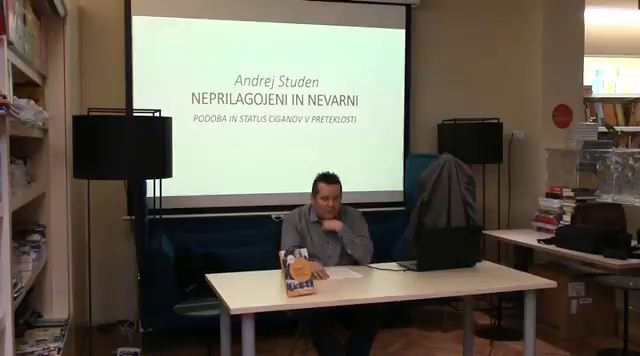 Andrej Studen
NEPRILAGOJENI IN NEVARNI
PODOBA IN STATUS CIGANOV V PRETEKLOSTI